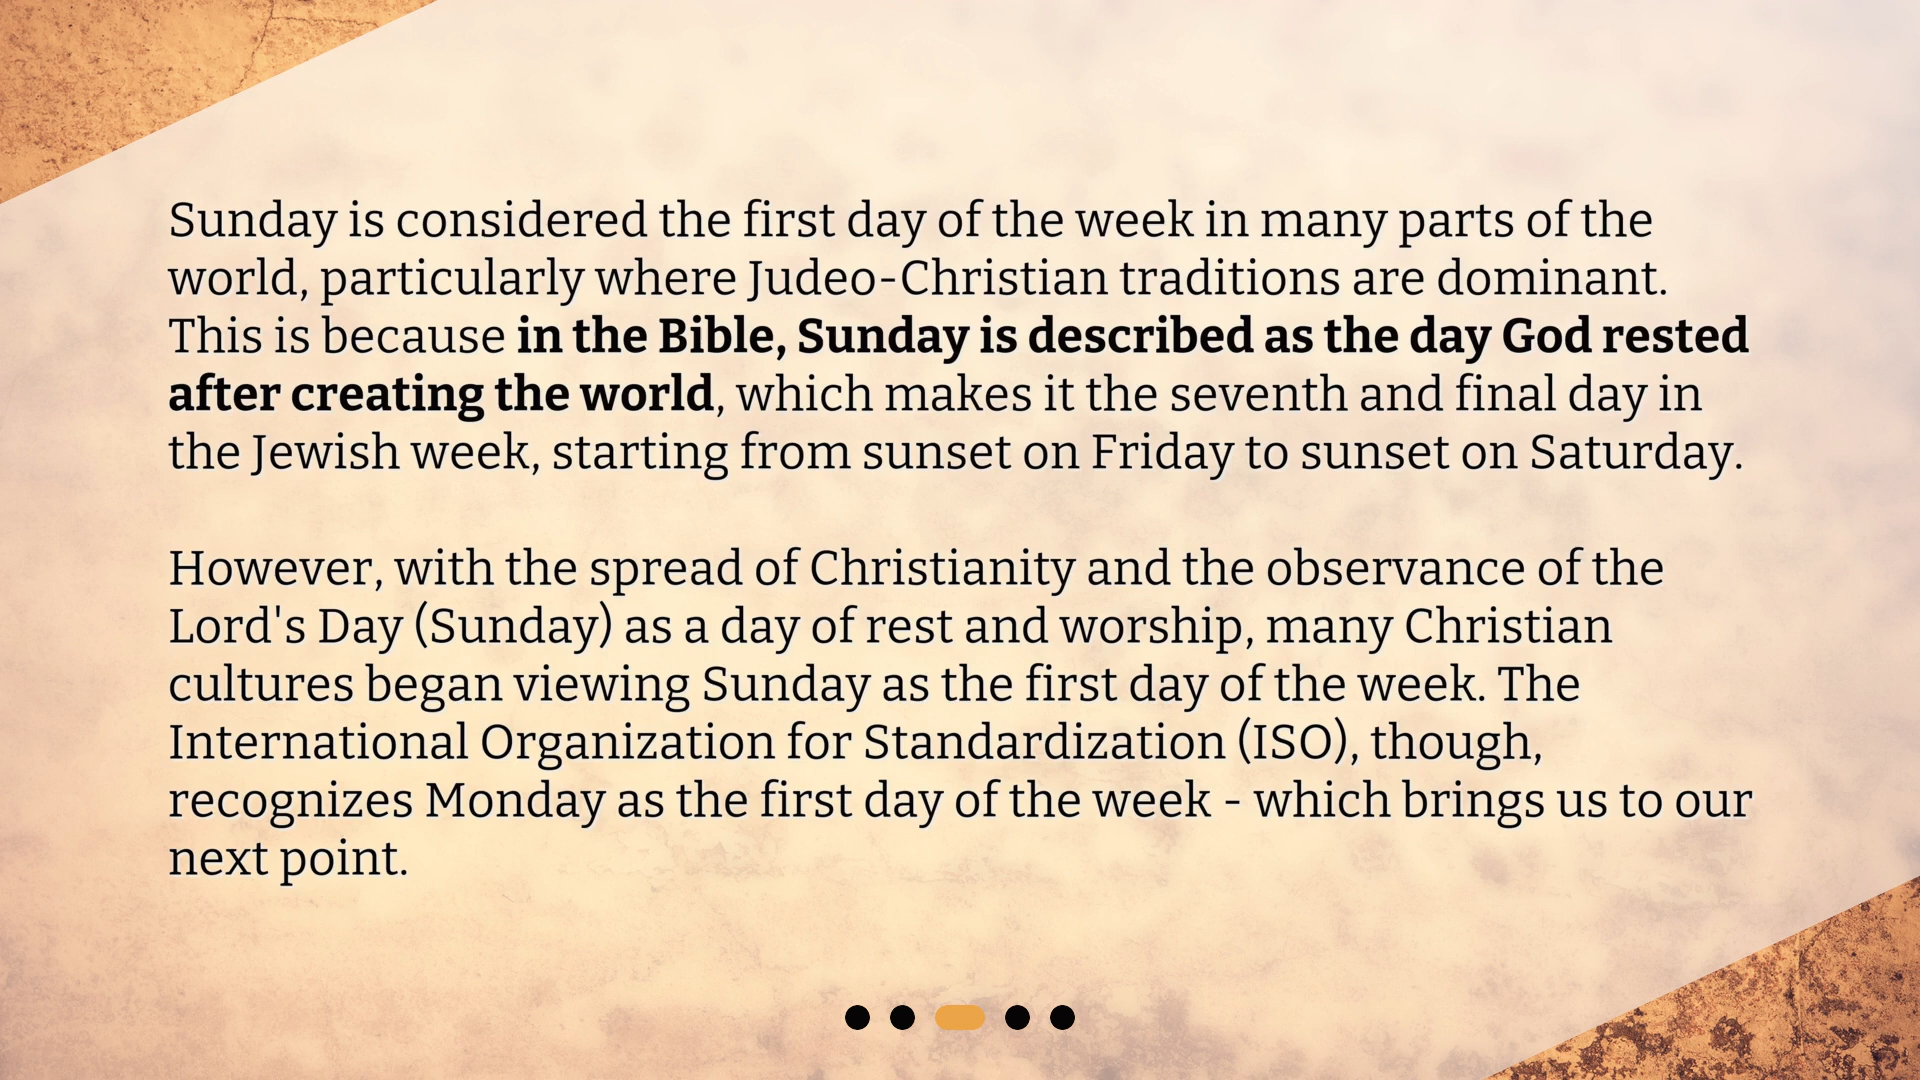 Sunday is considered the first day of the week in many parts of the
world, particularly where Judeo-Christian traditions are dominant.
This is because in the Bible, Sunday is described as the day God rested
after creating the world, which makes it the seventh and final day in
the Jewish week, starting from sunset on Friday to sunset on Saturday.
However, with the spread of Christianity and the observance of the
Lord's Day (Sunday) as a day of rest and worship, many Christian
cultures began viewing Sunday as the first day of the week. The
International Organization for Standardization (ISO), though,
recognizes Monday as the first day of the week - which brings us to our
next point.